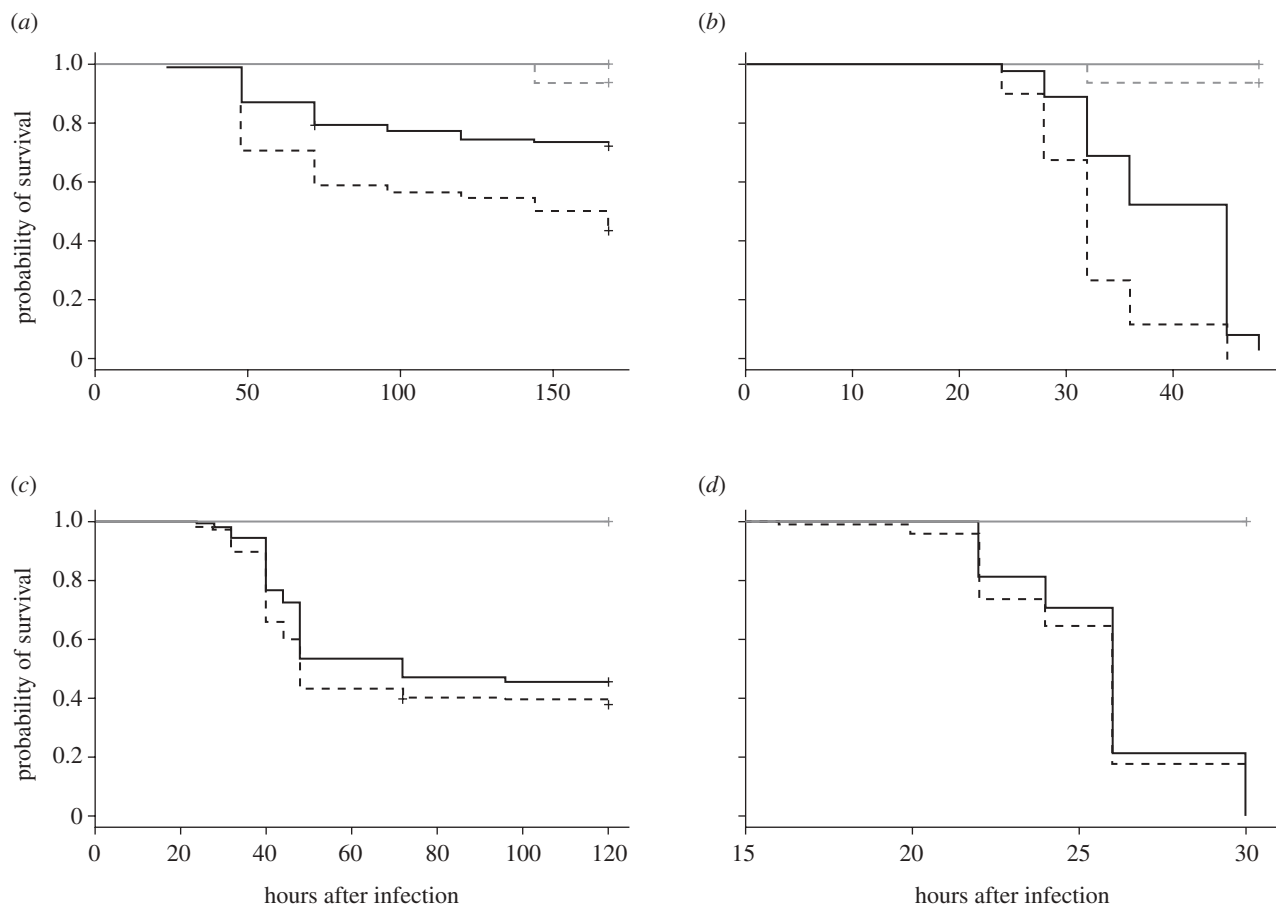 (a)
(b)
probability of survival
1.0
0.8
0.6
0.4
0.2
0
0 50 100 150
0 10 20 30 40
(c)
(d)
probability of survival
1.0
0.8
0.6
0.4
0.2
0
0 20 40 60 80 100 120
15 20 25 30
hours after infection
hours after infection